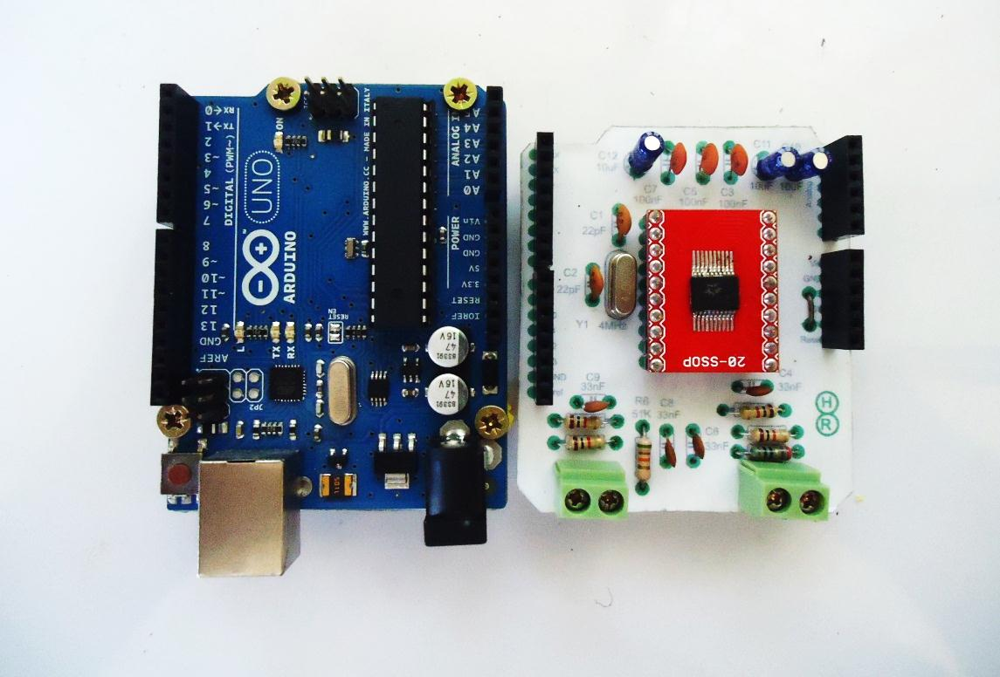 RX←0
TX→1
2
~3
4
~5
~6
7
8
~9
~10
~11
12
13
GND
AREF
DIGITAL (PWM~)
UNO
ARDUINO
ON
L
TX
RX
RESET
EN
JP2
WWW.ARDUINO.CC - MADE IN ITALY
ANALOG IN
A5
A4
A3
A2
A1
A0
POWER
Vin
GND
GND
5V
3.3V
RESET
IOREF
47
16V
47
16V
C12
10uF
C7
100nF
C5
100nF
C3
100nF
C11
10uF
10uF
C1
22pF
C2
22pF
Y1
4MHz
20-SSOP
C9
33nF
R6
51K
C8
33nF
C6
33nF
C4
33nF
H
R